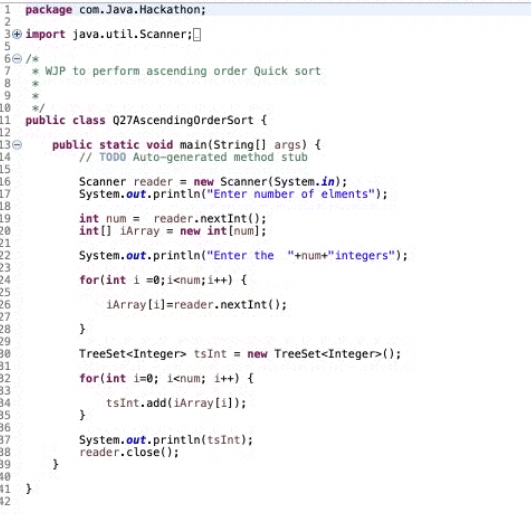 1 package com.Java.Hackathon;
2
3 import java.util.Scanner;
5
6 /*
7 * WJP to perform ascending order Quick sort
8 *
9 *
10 */
11 public class Q27AscendingOrderSort {
12
13 public static void main(String[] args) {
14 // TODO Auto-generated method stub
15
16 Scanner reader = new Scanner(System.in);
17 System.out.println("Enter number of elments");
18
19 int num = reader.nextInt();
20 int[] iArray = new int[num];
21
22 System.out.println("Enter the "+num+"integers");
23
24 for(int i =0;i<num;i++) {
25
26 iArray[i]=reader.nextInt();
27
28 }
29
30 TreeSet<Integer> tsInt = new TreeSet<Integer>();
31
32 for(int i=0; i<num; i++) {
33
34 tsInt.add(iArray[i]);
35 }
36
37 System.out.println(tsInt);
38 reader.close();
39 }
40
41 }
42